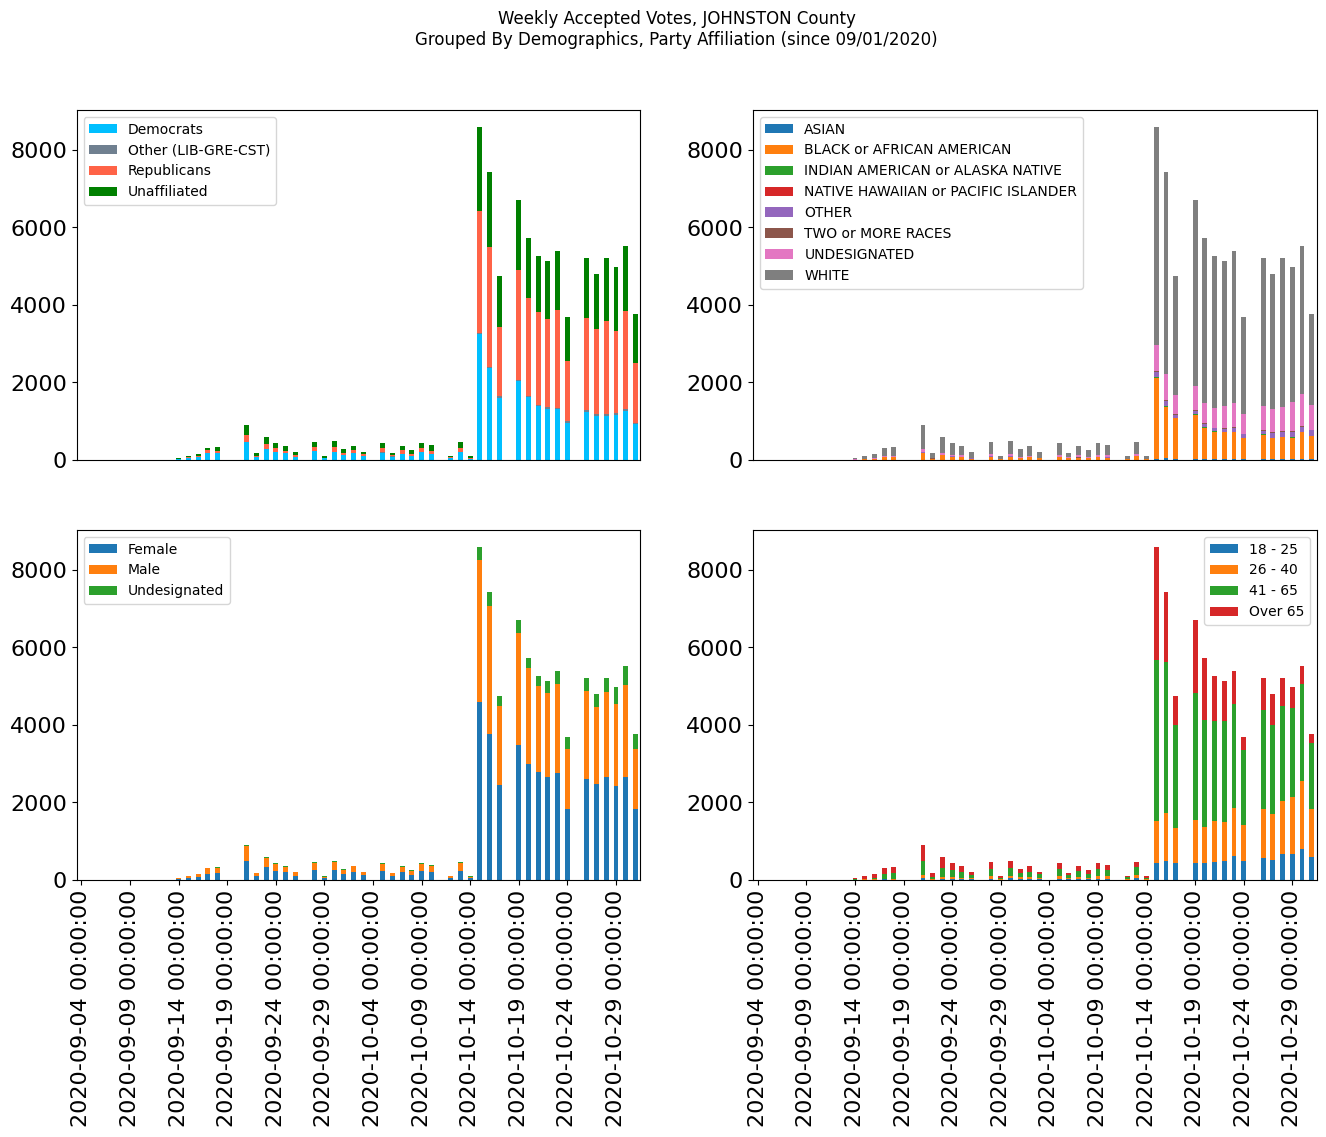 Weekly Accepted Votes, JOHNSTON County
Grouped By Demographics, Party Affiliation (since 09/01/2020)
Democrats
Other (LIB-GRE-CST)
Republicans
Unaffiliated
8000
6000
4000
2000
0
ASIAN
BLACK or AFRICAN AMERICAN
INDIAN AMERICAN or ALASKA NATIVE
NATIVE HAWAIIAN or PACIFIC ISLANDER
OTHER
TWO or MORE RACES
UNDESIGNATED
WHITE
8000
6000
4000
2000
0
Female
Male
Undesignated
8000
6000
4000
2000
0
2020-09-04 00:00:00
2020-09-09 00:00:00
2020-09-14 00:00:00
2020-09-19 00:00:00
2020-09-24 00:00:00
2020-09-29 00:00:00
2020-10-04 00:00:00
2020-10-09 00:00:00
2020-10-14 00:00:00
2020-10-19 00:00:00
2020-10-24 00:00:00
2020-10-29 00:00:00
18 - 25
26 - 40
41 - 65
Over 65
8000
6000
4000
2000
0
2020-09-04 00:00:00
2020-09-09 00:00:00
2020-09-14 00:00:00
2020-09-19 00:00:00
2020-09-24 00:00:00
2020-09-29 00:00:00
2020-10-04 00:00:00
2020-10-09 00:00:00
2020-10-14 00:00:00
2020-10-19 00:00:00
2020-10-24 00:00:00
2020-10-29 00:00:00